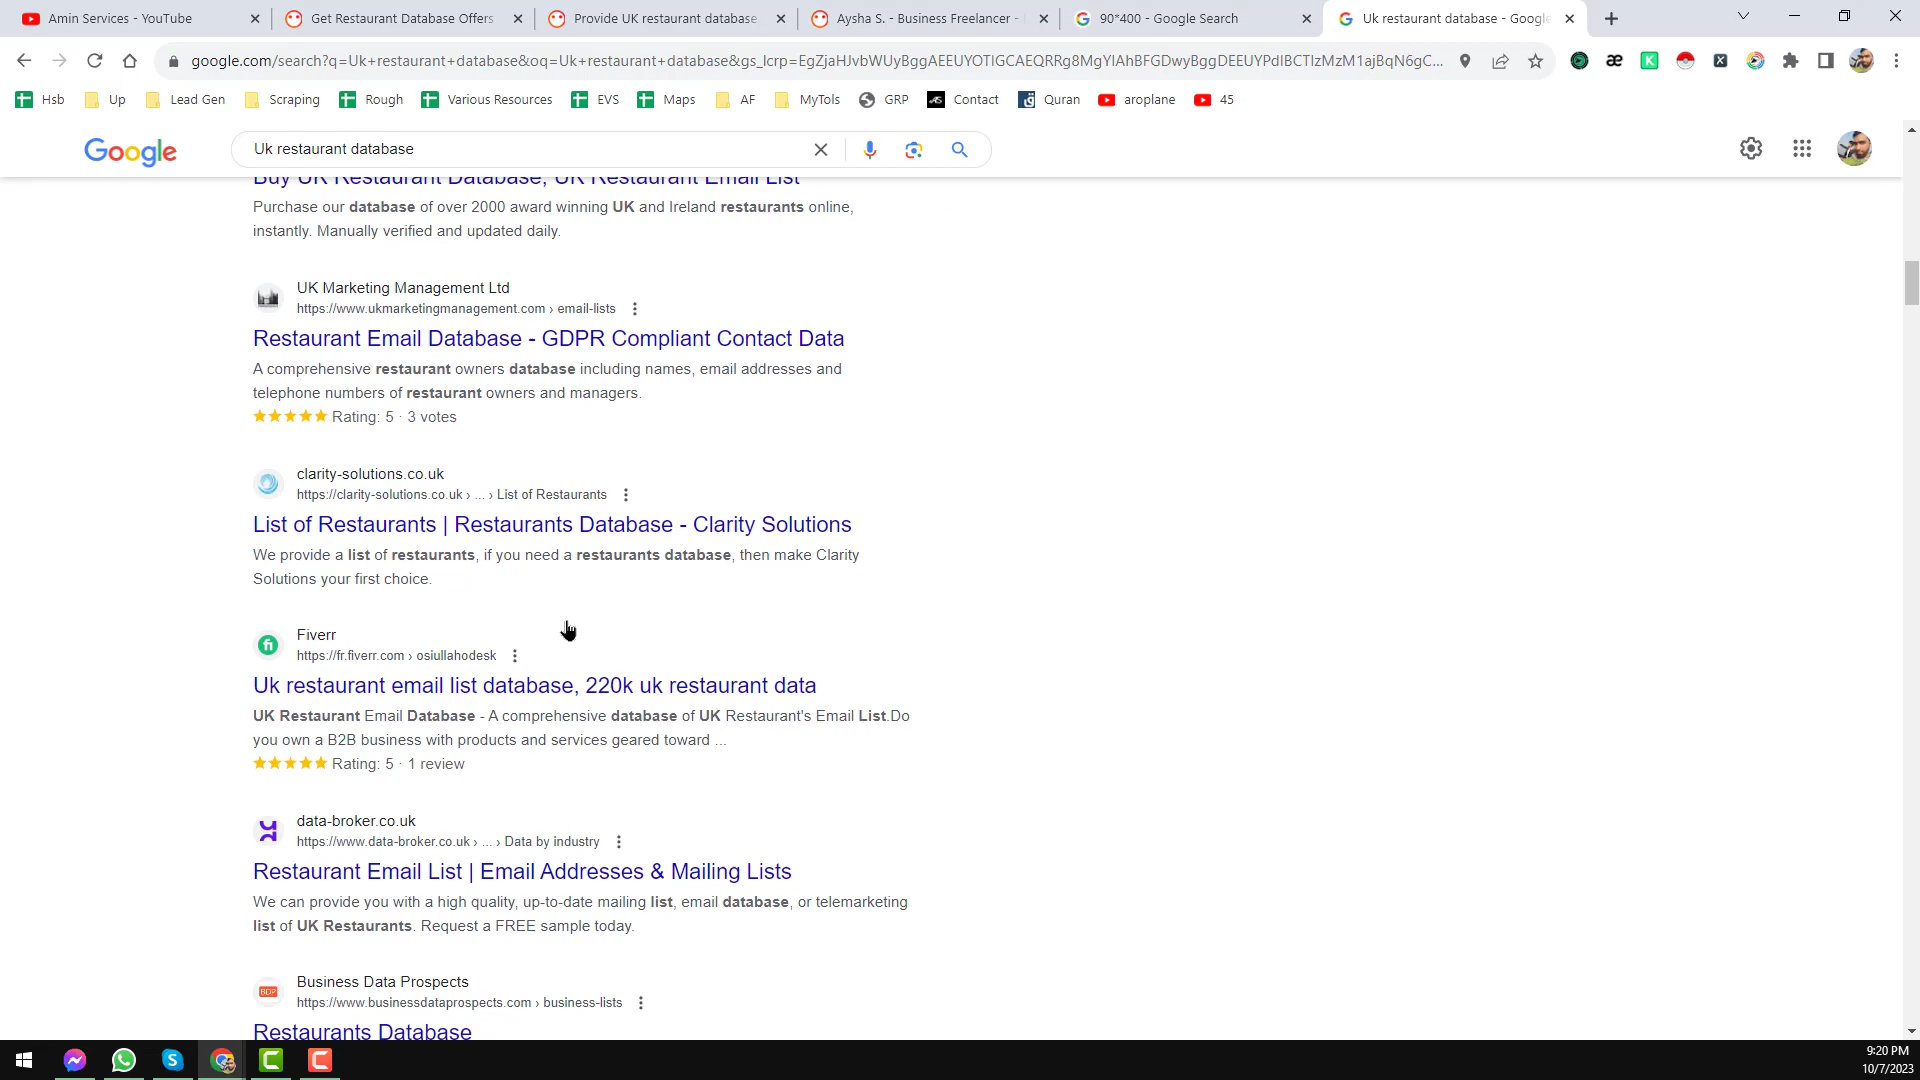 Amin Services - YouTube
Get Restaurant Database Offers
Provide UK restaurant database
Aysha S. - Business Freelancer -
90*400 - Google Search
Uk restaurant database - Google
google.com/search?q=Uk+restaurant+database&oq=Uk+restaurant+database&gs_lcrp=EgZjaHJvbWUyBggAEEUYOTIGCAEQRRg8MgYIAhBFGDwyBggDEEUYPdIBCTIzMzM1ajBqN6gC...
Hsb
Up
Lead Gen
Scraping
Rough
Various Resources
EVS
Maps
AF
MyTols
GRP
Contact
Quran
aroplane
45
Google
Uk restaurant database
Buy UK Restaurant Database, UK Restaurant Email List
Purchase our database of over 2000 award winning UK and Ireland restaurants online,
instantly. Manually verified and updated daily.
UK Marketing Management Ltd
https://www.ukmarketingmanagement.com › email-lists
Restaurant Email Database - GDPR Compliant Contact Data
A comprehensive restaurant owners database including names, email addresses and
telephone numbers of restaurant owners and managers.
Rating: 5 · 3 votes
clarity-solutions.co.uk
https://clarity-solutions.co.uk › ... › List of Restaurants
List of Restaurants | Restaurants Database - Clarity Solutions
We provide a list of restaurants, if you need a restaurants database, then make Clarity
Solutions your first choice.
Fiverr
https://fr.fiverr.com › osiullahodesk
Uk restaurant email list database, 220k uk restaurant data
UK Restaurant Email Database - A comprehensive database of UK Restaurant's Email List.Do
you own a B2B business with products and services geared toward ...
Rating: 5 · 1 review
data-broker.co.uk
https://www.data-broker.co.uk › ... › Data by industry
Restaurant Email List | Email Addresses & Mailing Lists
We can provide you with a high quality, up-to-date mailing list, email database, or telemarketing
list of UK Restaurants. Request a FREE sample today.
BDP
Business Data Prospects
https://www.businessdataprospects.com › business-lists
Restaurants Database
9:20 PM
10/7/2023